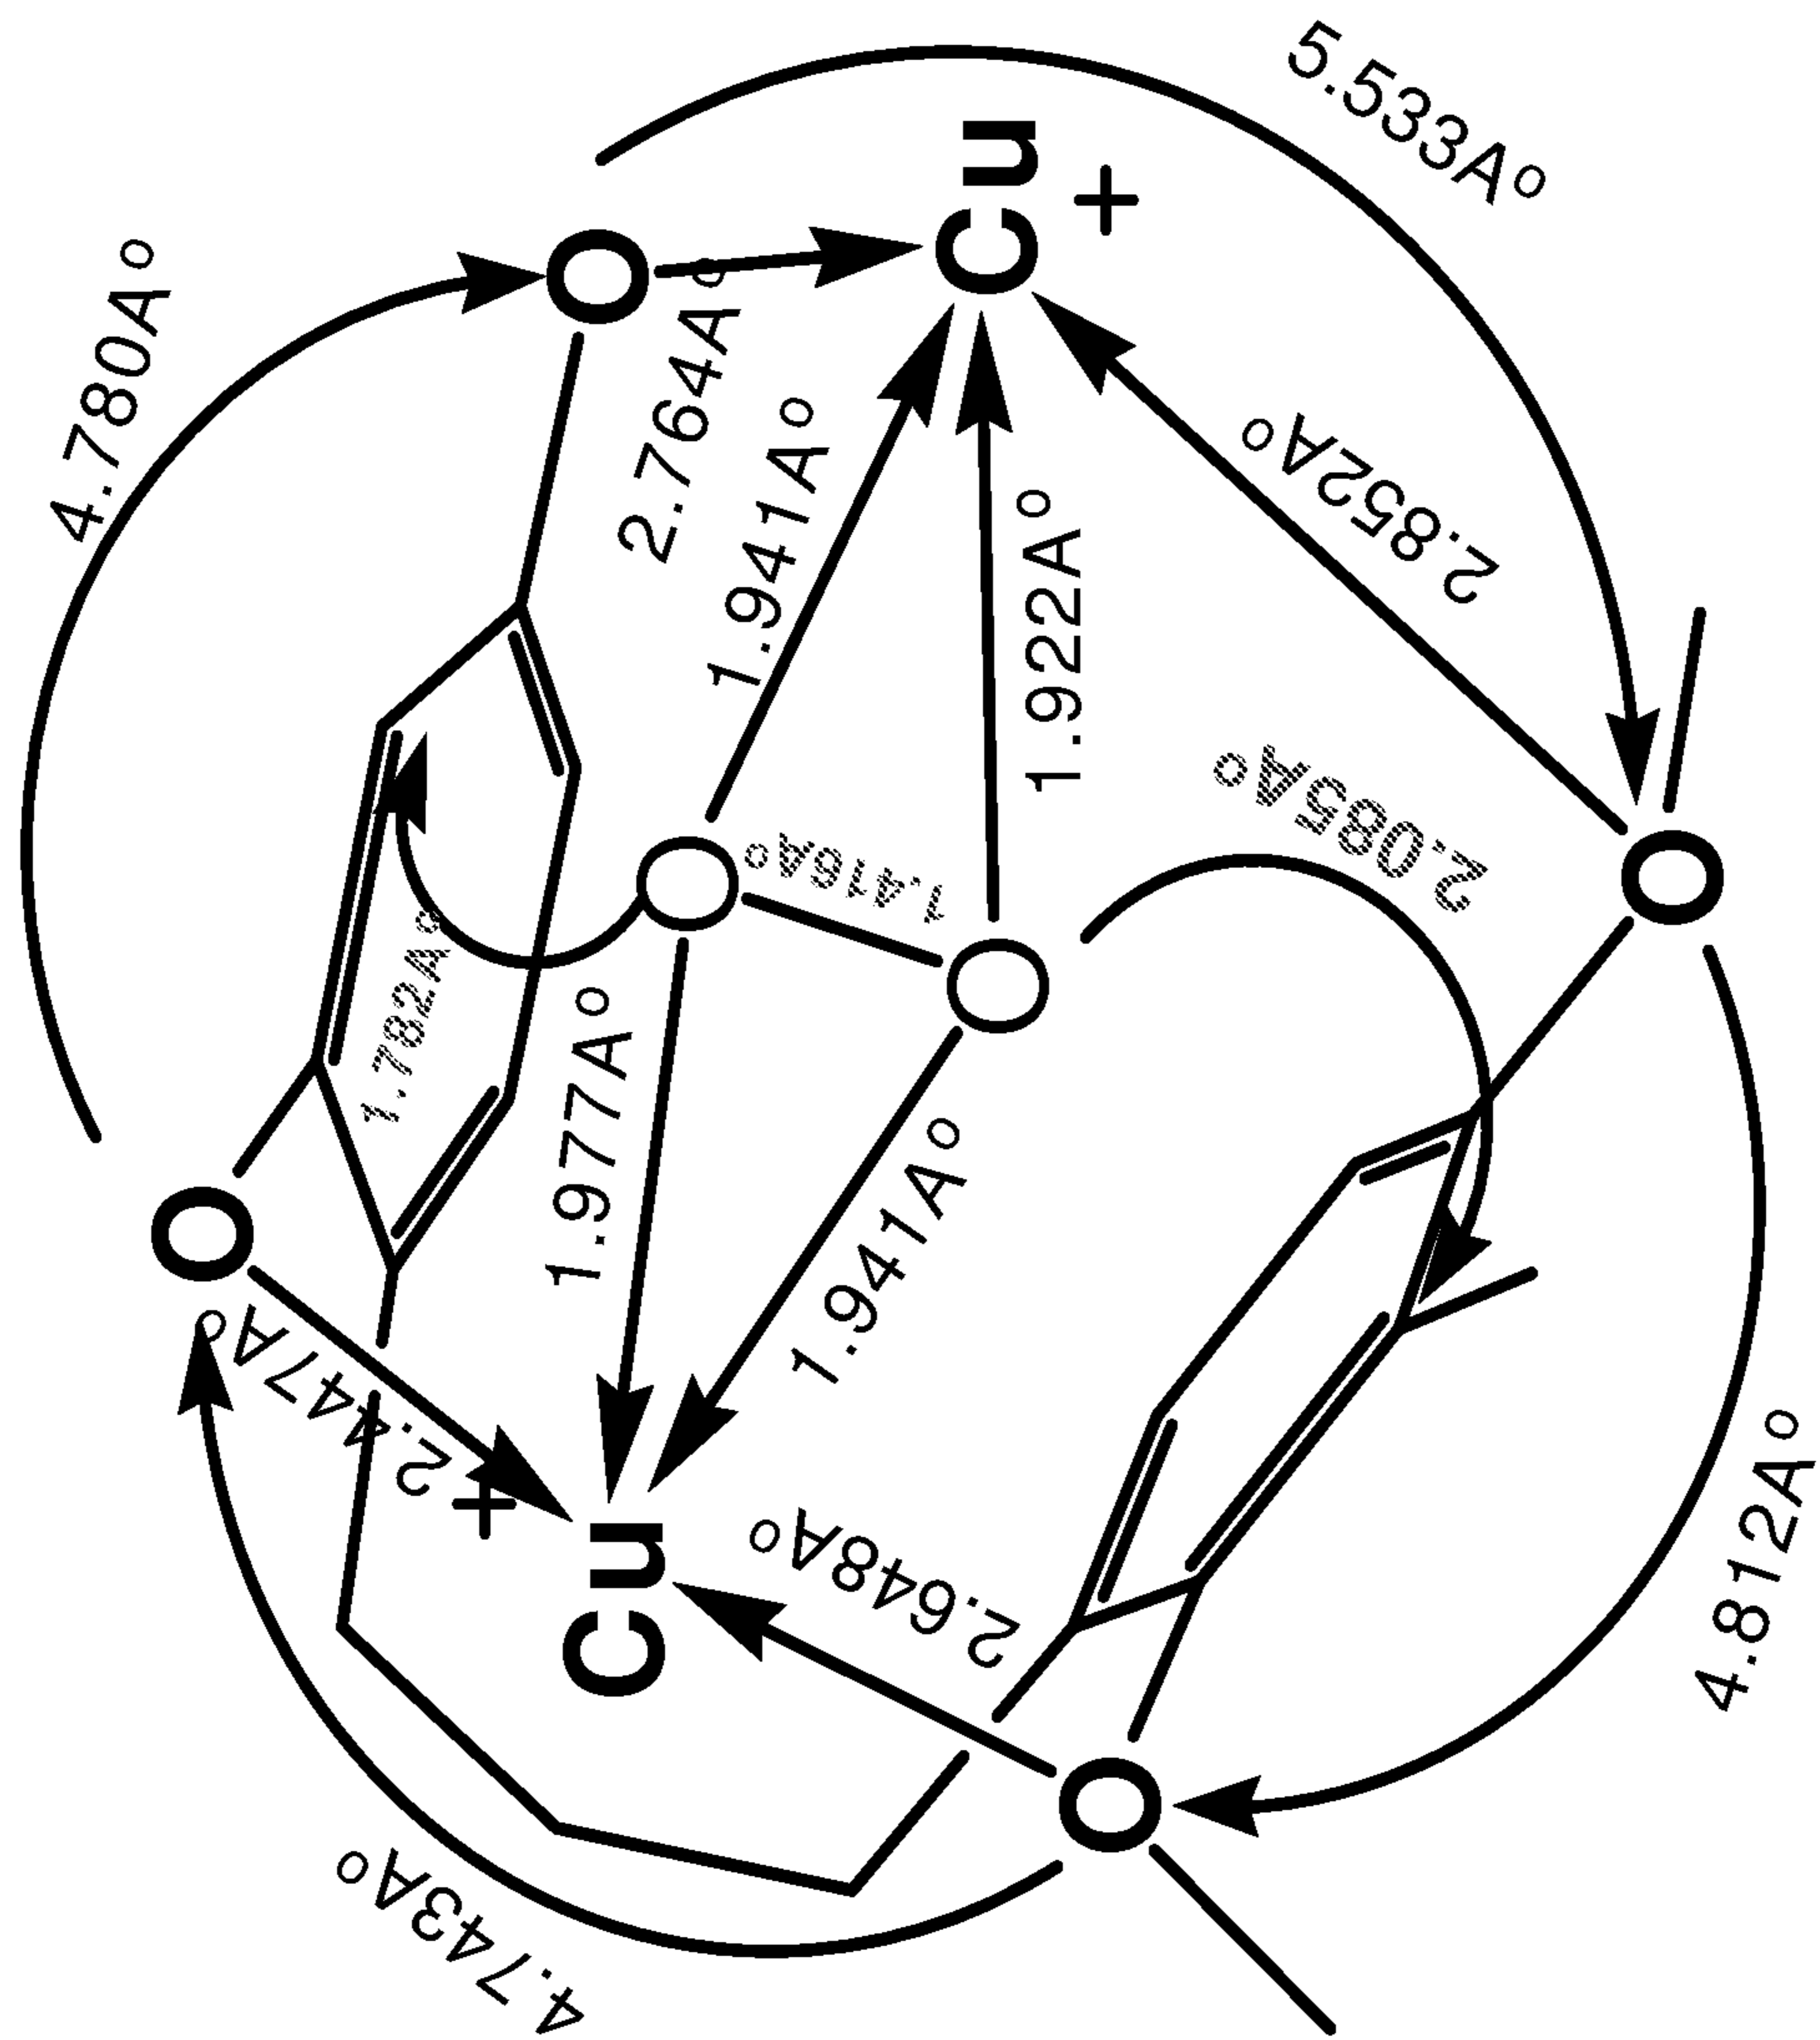 5.533A°
4.780A°
Cu
+
O
2.764A°
1.941A°
2.852A°
1.922A°
2.085A°
O
1.416A°
O
O
1.782A°
1.977A°
O
1.941A°
2.447A°
+
Cu
2.648A°
4.812A°
O
4.743A°